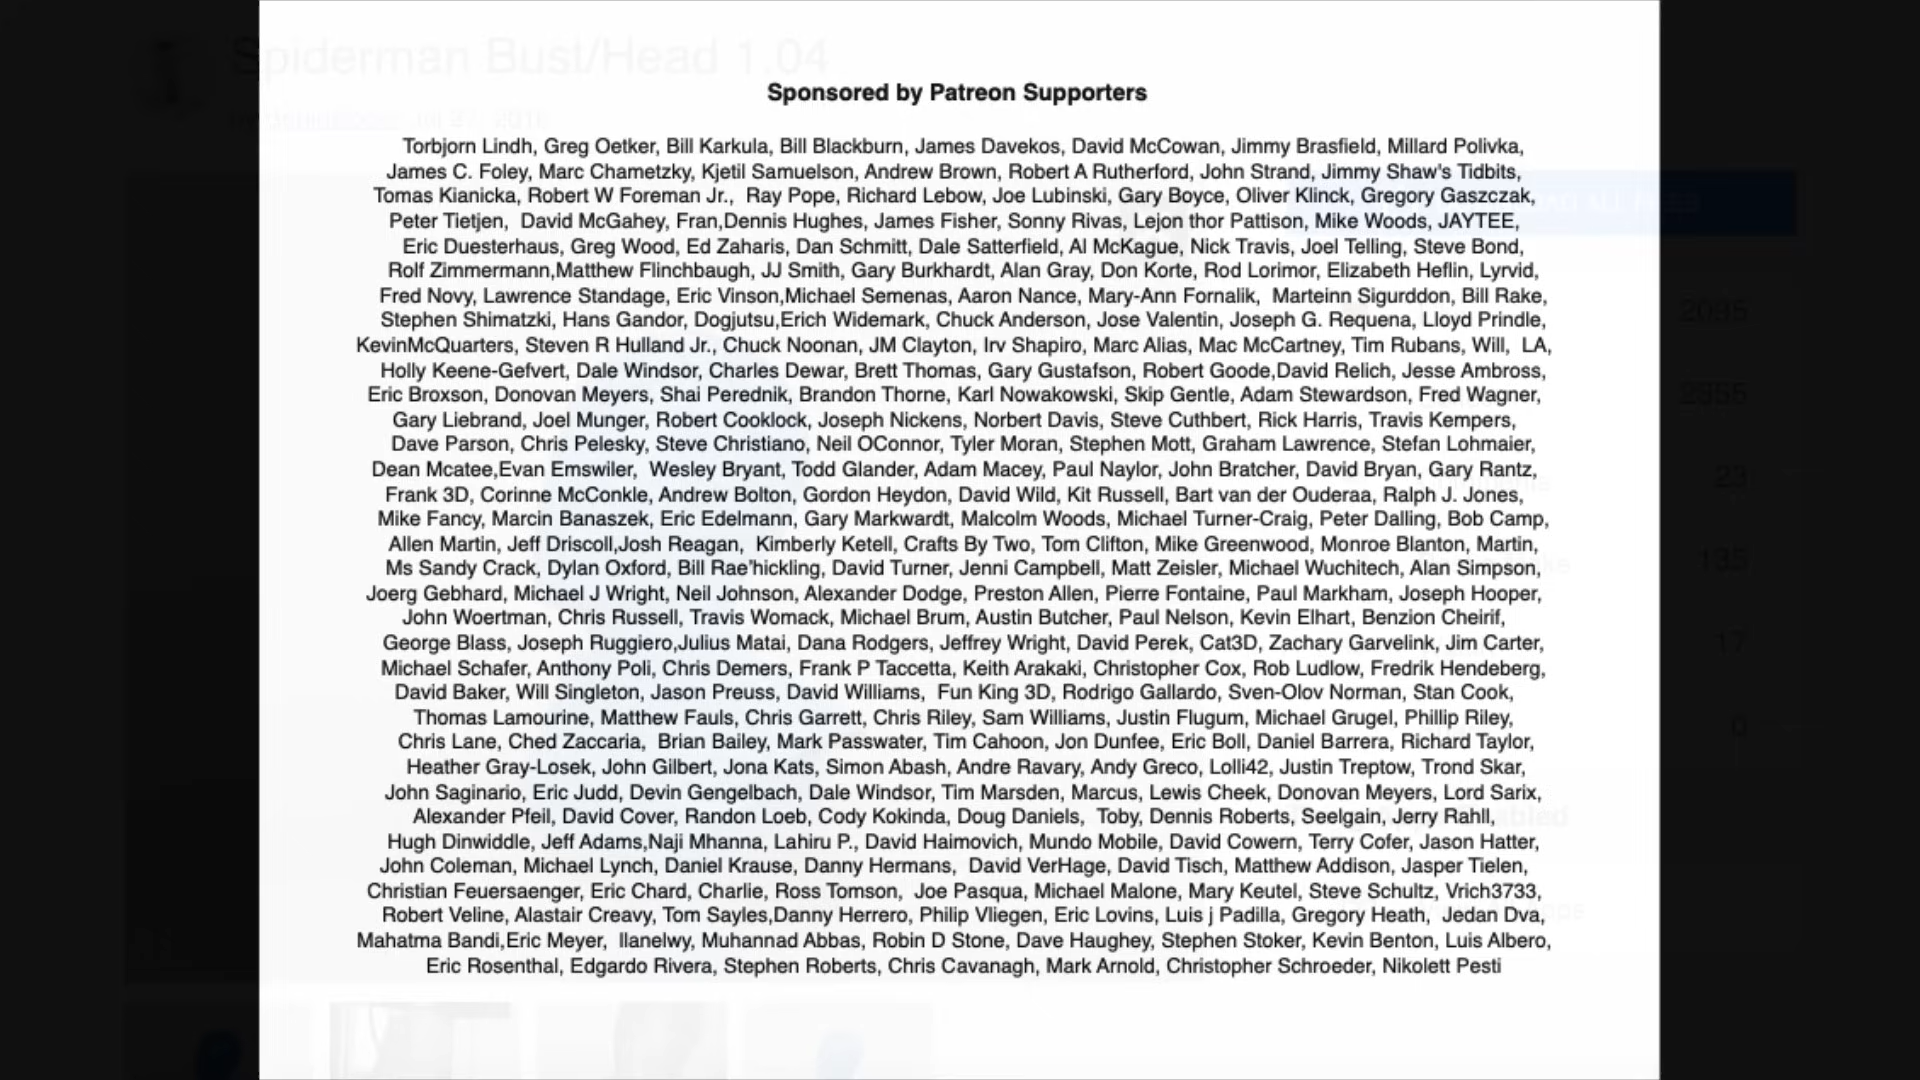 Spiderman Bust/Head 1.04
Sponsored by Patreon Supporters
Torbjorn Lindh, Greg Oetker, Bill Karkula, Bill Blackburn, James Davekos, David McCowan, Jimmy Brasfield, Millard Polivka,
James C. Foley, Marc Chametzky, Kjetil Samuelson, Andrew Brown, Robert A Rutherford, John Strand, Jimmy Shaw's Tidbits,
Tomas Kianicka, Robert W Foreman Jr.,  Ray Pope, Richard Lebow, Joe Lubinski, Gary Boyce, Oliver Klinck, Gregory Gaszczak,
Peter Tietjen,  David McGahey, Fran,Dennis Hughes, James Fisher, Sonny Rivas, Lejon thor Pattison, Mike Woods, JAYTEE,
Eric Duesterhaus, Greg Wood, Ed Zaharis, Dan Schmitt, Dale Satterfield, Al McKague, Nick Travis, Joel Telling, Steve Bond,
Rolf Zimmermann,Matthew Flinchbaugh, JJ Smith, Gary Burkhardt, Alan Gray, Don Korte, Rod Lorimor, Elizabeth Heflin, Lyrvid,
Fred Novy, Lawrence Standage, Eric Vinson,Michael Semenas, Aaron Nance, Mary-Ann Fornalik,  Marteinn Sigurddon, Bill Rake,
Stephen Shimatzki, Hans Gandor, Dogjutsu,Erich Widemark, Chuck Anderson, Jose Valentin, Joseph G. Requena, Lloyd Prindle,
KevinMcQuarters, Steven R Hulland Jr., Chuck Noonan, JM Clayton, Irv Shapiro, Marc Alias, Mac McCartney, Tim Rubans, Will,  LA,
Holly Keene-Gefvert, Dale Windsor, Charles Dewar, Brett Thomas, Gary Gustafson, Robert Goode,David Relich, Jesse Ambross,
Eric Broxson, Donovan Meyers, Shai Perednik, Brandon Thorne, Karl Nowakowski, Skip Gentle, Adam Stewardson, Fred Wagner,
Gary Liebrand, Joel Munger, Robert Cooklock, Joseph Nickens, Norbert Davis, Steve Cuthbert, Rick Harris, Travis Kempers,
Dave Parson, Chris Pelesky, Steve Christiano, Neil OConnor, Tyler Moran, Stephen Mott, Graham Lawrence, Stefan Lohmaier,
Dean Mcatee,Evan Emswiler,  Wesley Bryant, Todd Glander, Adam Macey, Paul Naylor, John Bratcher, David Bryan, Gary Rantz,
Frank 3D, Corinne McConkle, Andrew Bolton, Gordon Heydon, David Wild, Kit Russell, Bart van der Ouderaa, Ralph J. Jones,
Mike Fancy, Marcin Banaszek, Eric Edelmann, Gary Markwardt, Malcolm Woods, Michael Turner-Craig, Peter Dalling, Bob Camp,
Allen Martin, Jeff Driscoll,Josh Reagan,  Kimberly Ketell, Crafts By Two, Tom Clifton, Mike Greenwood, Monroe Blanton, Martin,
Ms Sandy Crack, Dylan Oxford, Bill Rae'hickling, David Turner, Jenni Campbell, Matt Zeisler, Michael Wuchitech, Alan Simpson,
Joerg Gebhard, Michael J Wright, Neil Johnson, Alexander Dodge, Preston Allen, Pierre Fontaine, Paul Markham, Joseph Hooper,
John Woertman, Chris Russell, Travis Womack, Michael Brum, Austin Butcher, Paul Nelson, Kevin Elhart, Benzion Cheirif,
George Blass, Joseph Ruggiero,Julius Matai, Dana Rodgers, Jeffrey Wright, David Perek, Cat3D, Zachary Garvelink, Jim Carter,
Michael Schafer, Anthony Poli, Chris Demers, Frank P Taccetta, Keith Arakaki, Christopher Cox, Rob Ludlow, Fredrik Hendeberg,
David Baker, Will Singleton, Jason Preuss, David Williams,  Fun King 3D, Rodrigo Gallardo, Sven-Olov Norman, Stan Cook,
Thomas Lamourine, Matthew Fauls, Chris Garrett, Chris Riley, Sam Williams, Justin Flugum, Michael Grugel, Phillip Riley,
Chris Lane, Ched Zaccaria,  Brian Bailey, Mark Passwater, Tim Cahoon, Jon Dunfee, Eric Boll, Daniel Barrera, Richard Taylor,
Heather Gray-Losek, John Gilbert, Jona Kats, Simon Abash, Andre Ravary, Andy Greco, Lolli42, Justin Treptow, Trond Skar,
John Saginario, Eric Judd, Devin Gengelbach, Dale Windsor, Tim Marsden, Marcus, Lewis Cheek, Donovan Meyers, Lord Sarix,
Alexander Pfeil, David Cover, Randon Loeb, Cody Kokinda, Doug Daniels,  Toby, Dennis Roberts, Seelgain, Jerry Rahll,
Hugh Dinwiddle, Jeff Adams,Naji Mhanna, Lahiru P., David Haimovich, Mundo Mobile, David Cowern, Terry Cofer, Jason Hatter,
John Coleman, Michael Lynch, Daniel Krause, Danny Hermans,  David VerHage, David Tisch, Matthew Addison, Jasper Tielen,
Christian Feuersaenger, Eric Chard, Charlie, Ross Tomson,  Joe Pasqua, Michael Malone, Mary Keutel, Steve Schultz, Vrich3733,
Robert Veline, Alastair Creavy, Tom Sayles,Danny Herrero, Philip Vliegen, Eric Lovins, Luis j Padilla, Gregory Heath,  Jedan Dva,
Mahatma Bandi,Eric Meyer,  llanelwy, Muhannad Abbas, Robin D Stone, Dave Haughey, Stephen Stoker, Kevin Benton, Luis Albero,
Eric Rosenthal, Edgardo Rivera, Stephen Roberts, Chris Cavanagh, Mark Arnold, Christopher Schroeder, Nikolett Pesti
23
135
17
0